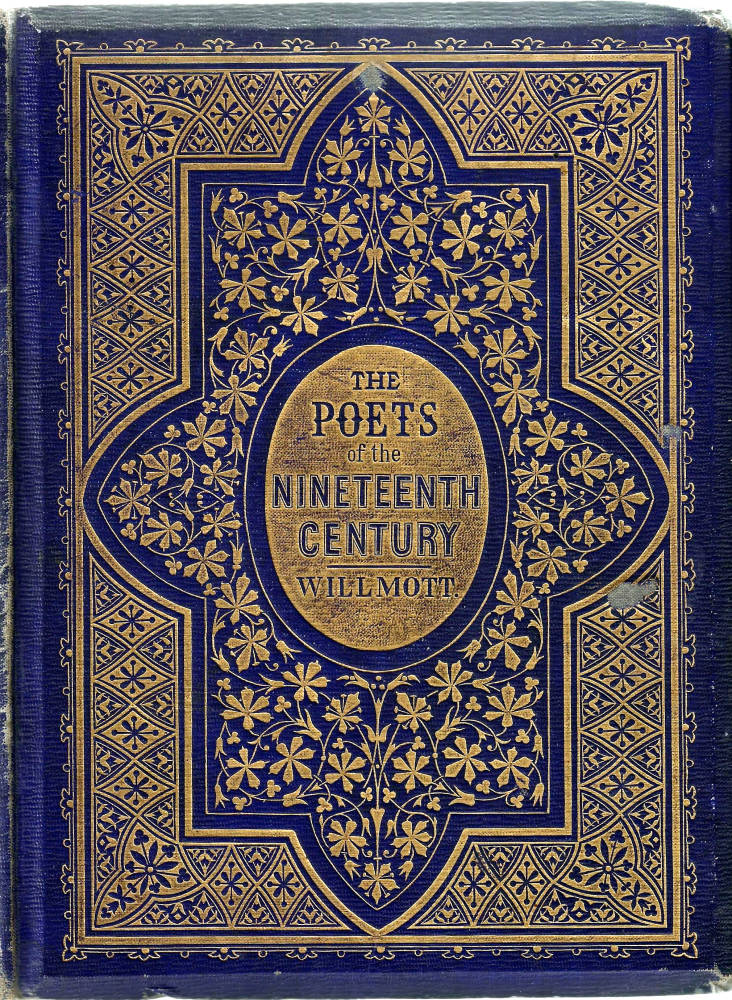 THE
POETS
of the
NINETEENTH
CENTURY
WILLMOTT.